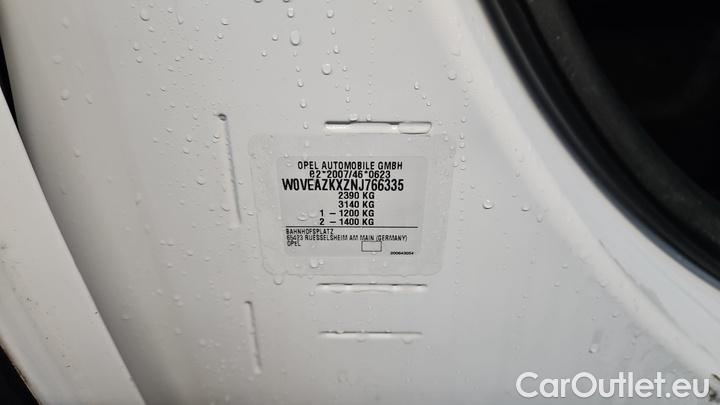 OPEL AUTOMOBILE GMBH
e2*2007/46*0623
W0VEAZKXZNJ766335
2390 KG
3140 KG
1 – 1200 KG
2 – 1400 KG
BAHNHOFSPLATZ
65423 RUESSELSHEIM AM MAIN (GERMANY)
OPEL
200643054
CarOutlet.eu